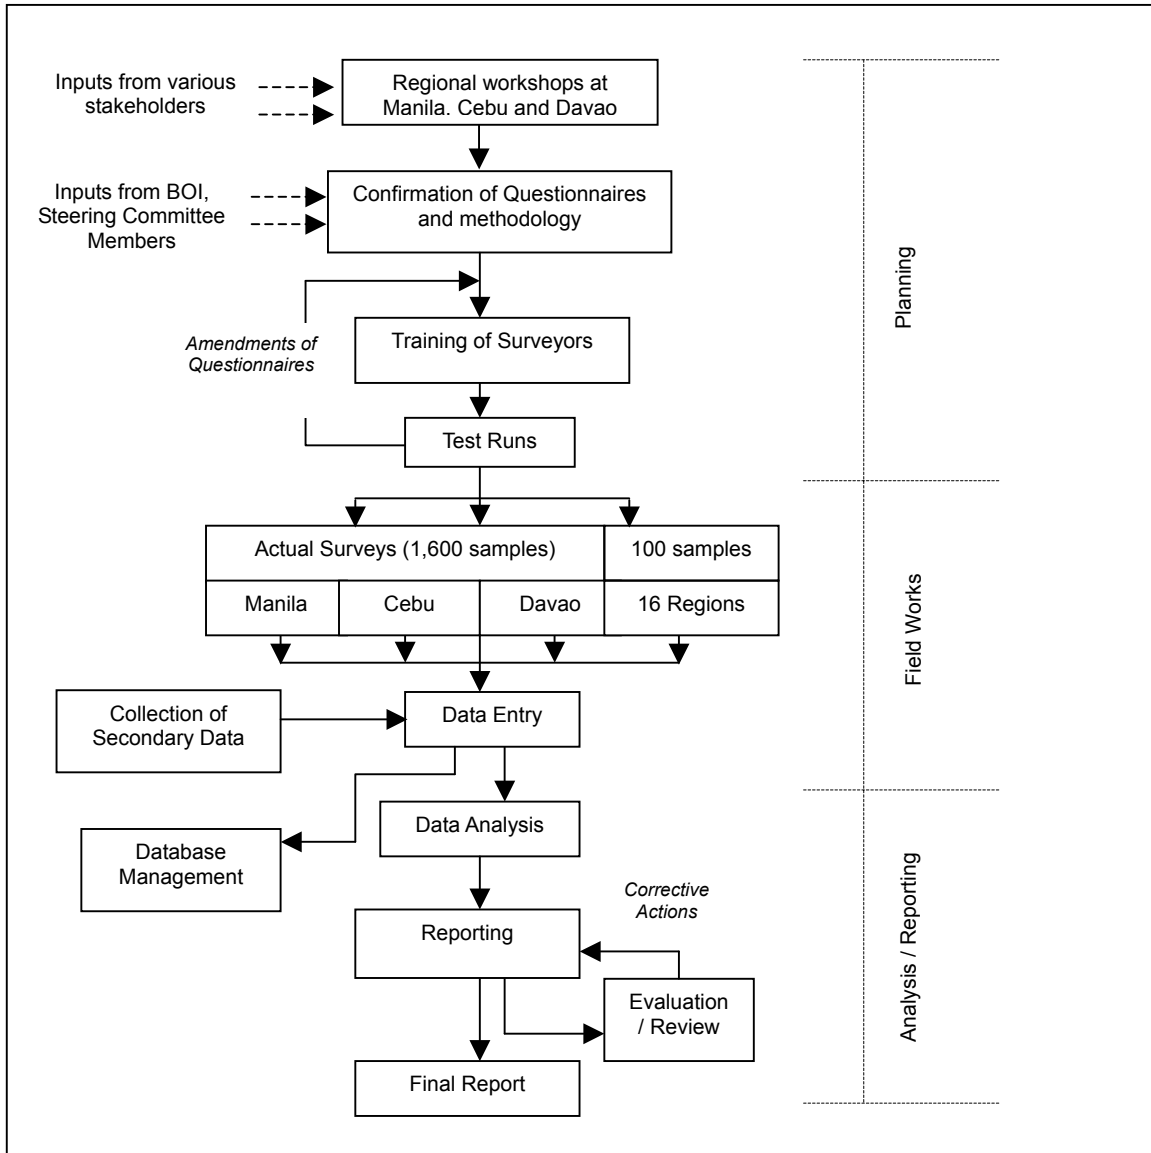 Inputs from various
stakeholders
Regional workshops at
Manila. Cebu and Davao
Inputs from BOI,
Steering Committee
Members
Confirmation of Questionnaires
and methodology
Planning
Amendments of
Questionnaires
Training of Surveyors
Test Runs
Actual Surveys (1,600 samples)
100 samples
Manila
Cebu
Davao
16 Regions
Field Works
Collection of
Secondary Data
Data Entry
Data Analysis
Database
Management
Corrective
Actions
Reporting
Analysis / Reporting
Evaluation
/ Review
Final Report